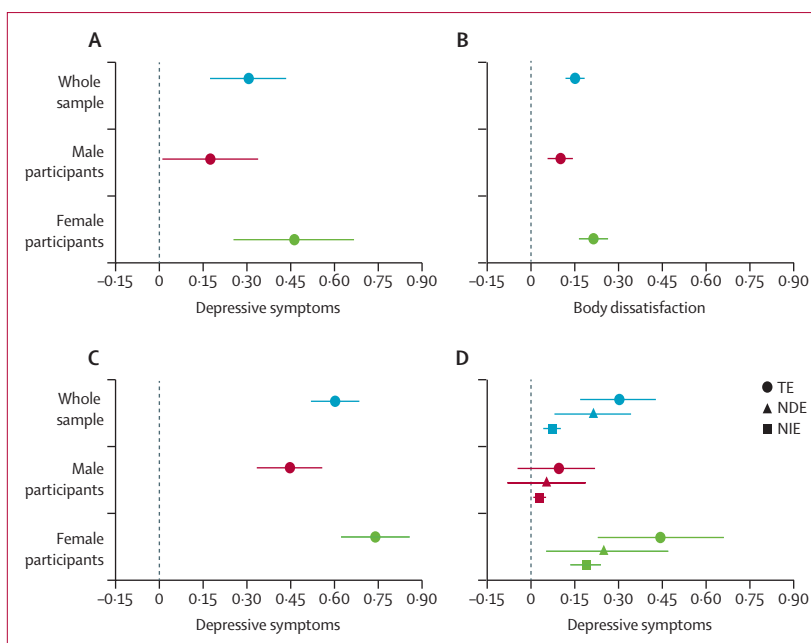 A
B
Whole
sample
Male
participants
Female
participants
–0·15 0 0·15 0·30 0·45 0·60 0·75 0·90
–0·15 0 0·15 0·30 0·45 0·60 0·75 0·90
Depressive symptoms
Body dissatisfaction
C
D
Whole
sample
Male
participants
Female
participants
TE
NDE
NIE
–0·15 0 0·15 0·30 0·45 0·60 0·75 0·90
–0·15 0 0·15 0·30 0·45 0·60 0·75 0·90
Depressive symptoms